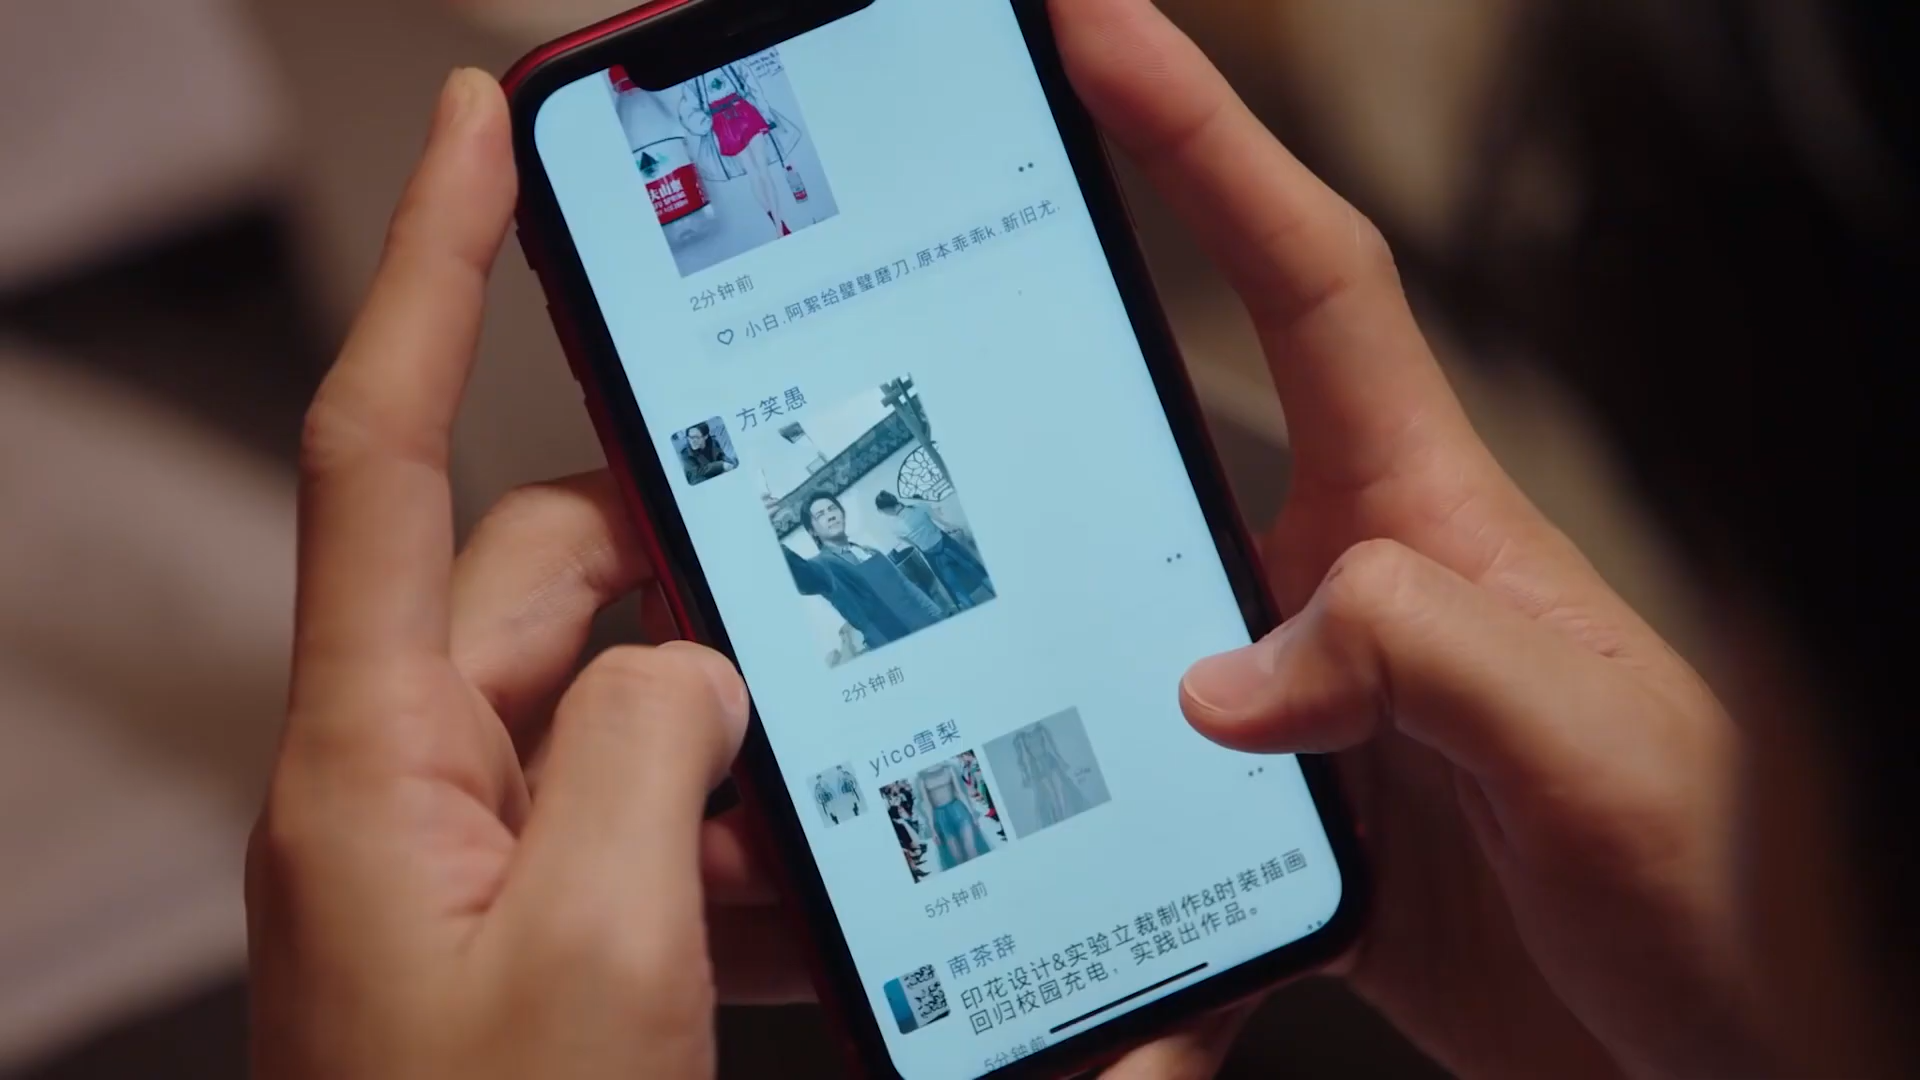 2分钟前
小白.阿絮给璧璧磨刀.原本乖乖k.新旧尤.
方笑愚
2分钟前
yico雪梨
5分钟前
南茶辞
印花设计&实验立裁制作&时装插画
回归校园充电，实践出作品。
5分钟前